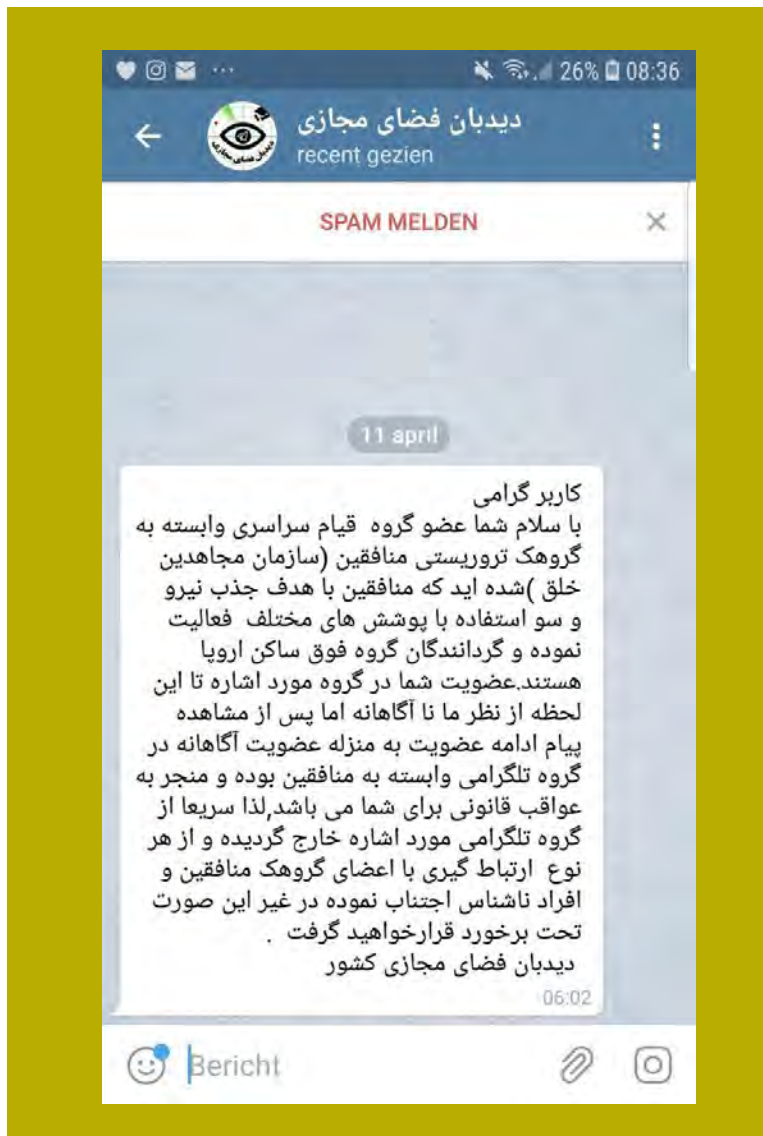 26% 08:36
دیدبان فضای مجازی
recent gezien
دیدبان فضای مجازی
SPAM MELDEN
11 april
کاربر گرامی
با سلام شما عضو گروه قیام سراسری وابسته به
گروهک تروریستی منافقین (سازمان مجاهدین
خلق )شده اید که منافقین با هدف جذب نیرو
و سو استفاده با پوشش های مختلف فعالیت
نموده و گردانندگان گروه فوق ساکن اروپا
هستند.عضویت شما در گروه مورد اشاره تا این
لحظه از نظر ما نا آگاهانه اما پس از مشاهده
پیام ادامه عضویت به منزله عضویت آگاهانه در
گروه تلگرامی وابسته به منافقین بوده و منجر به
عواقب قانونی برای شما می باشد,لذا سریعا از
گروه تلگرامی مورد اشاره خارج گردیده و از هر
نوع ارتباط گیری با اعضای گروهک منافقین و
افراد ناشناس اجتناب نموده در غیر این صورت
تحت برخورد قرارخواهید گرفت .
دیدبان فضای مجازی کشور
06:02
Bericht